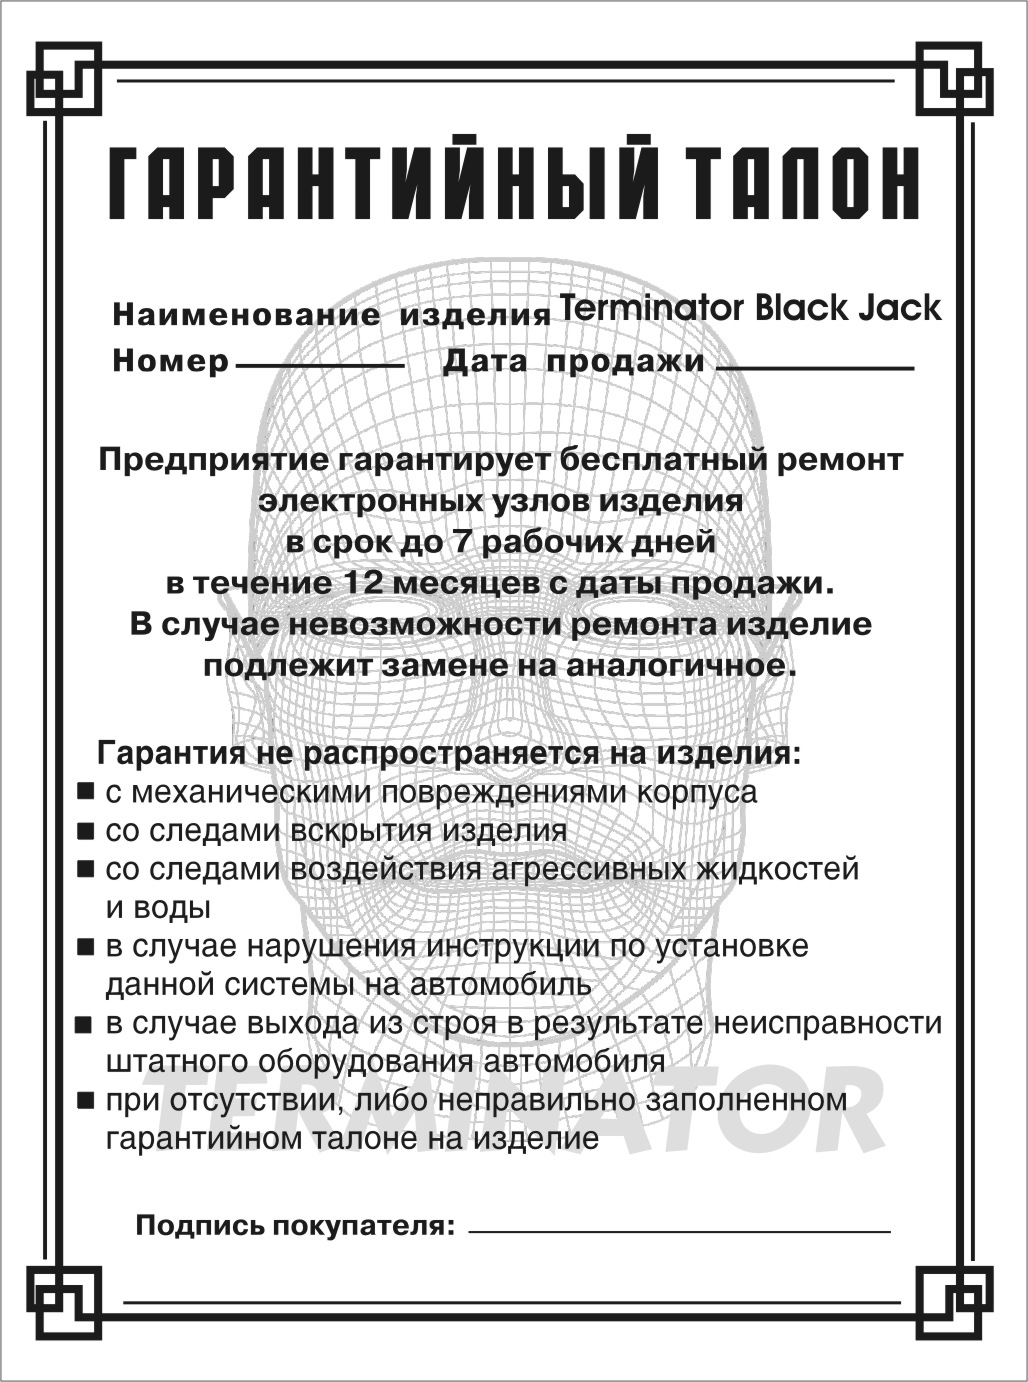 ГАРАНТИЙНЫЙ ТАЛОН
Наименование изделия Terminator Black Jack
Номер Дата продажи
Предприятие гарантирует бесплатный ремонт
электронных узлов изделия
в срок до 7 рабочих дней
в течение 12 месяцев с даты продажи.
В случае невозможности ремонта изделие
подлежит замене на аналогичное.
Гарантия не распространяется на изделия:
с механическими повреждениями корпуса
со следами вскрытия изделия
со следами воздействия агрессивных жидкостей
и воды
в случае нарушения инструкции по установке
данной системы на автомобиль
в случае выхода из строя в результате неисправности
штатного оборудования автомобиля
TERMINATOR
при отсутствии, либо неправильно заполненном
гарантийном талоне на изделие
Подпись покупателя: